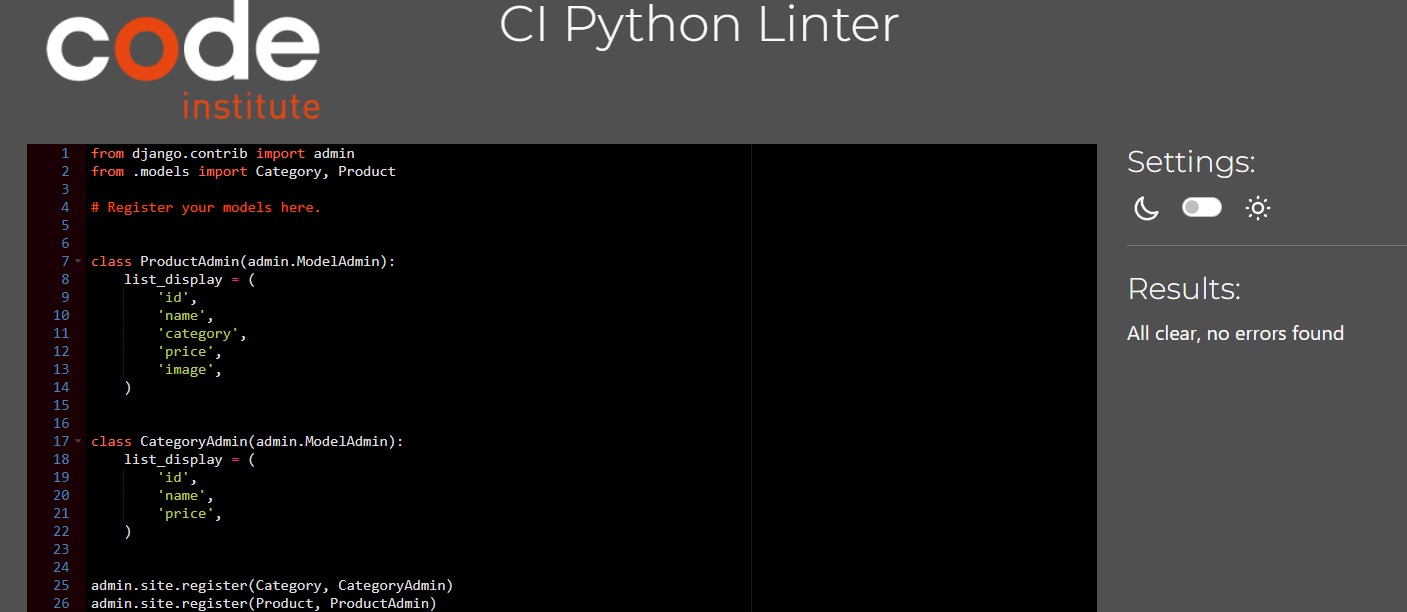 code
institute
CI Python Linter
1 from django.contrib import admin
2 from .models import Category, Product
3
4 # Register your models here.
5
6
7 class ProductAdmin(admin.ModelAdmin):
8     list_display = (
9         'id',
10         'name',
11         'category',
12         'price',
13         'image',
14     )
15
16
17 class CategoryAdmin(admin.ModelAdmin):
18     list_display = (
19         'id',
20         'name',
21         'price',
22     )
23
24
25 admin.site.register(Category, CategoryAdmin)
26 admin.site.register(Product, ProductAdmin)
Settings:
Results:
All clear, no errors found